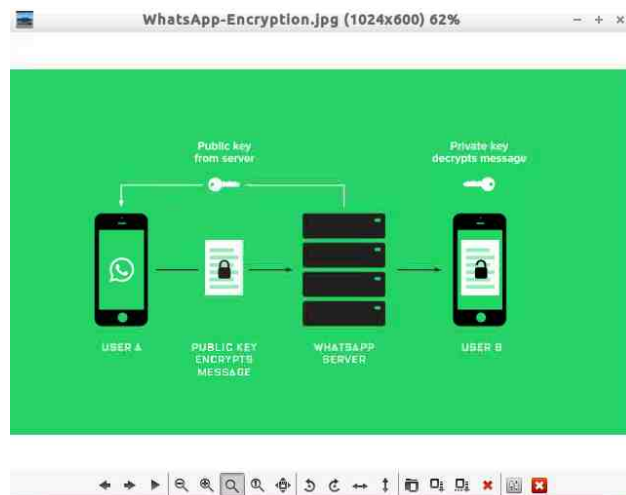 WhatsApp-Encryption.jpg (1024x600) 62%
Public key
from server
Private key
decrypts message
USER A
PUBLIC KEY
ENCRYPTS
MESSAGE
WHATSAPP
SERVER
USER B